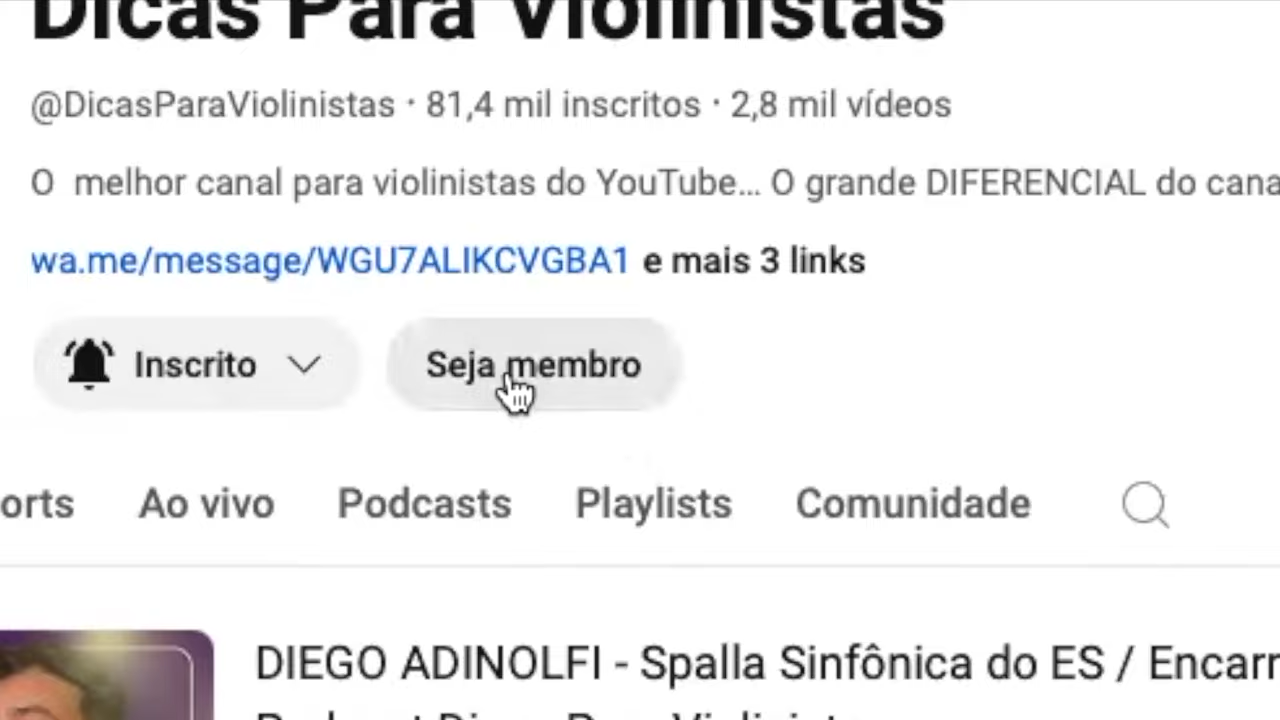 Dicas Para Violinistas
@DicasParaViolinistas · 81,4 mil inscritos · 2,8 mil vídeos
O melhor canal para violinistas do YouTube... O grande DIFERENCIAL do cana
wa.me/message/WGU7ALIKCVGBA1 e mais 3 links
Inscrito Seja membro
orts Ao vivo Podcasts Playlists Comunidade
DIEGO ADINOLFI - Spalla Sinfônica do ES / Encarr